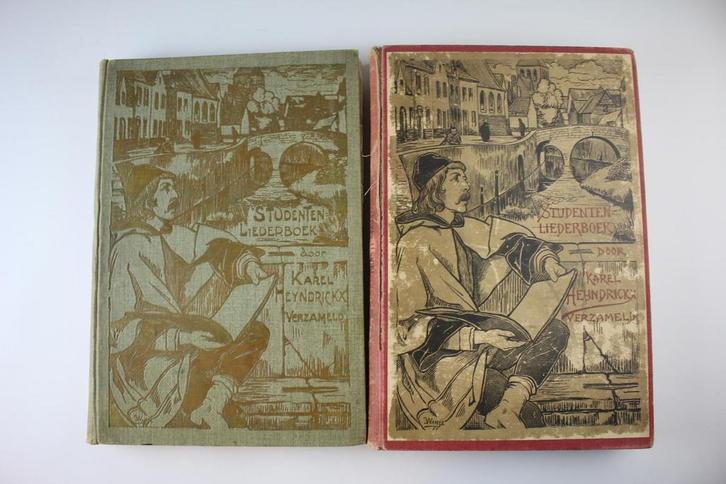 STUDENTEN-
LIEDERBOEK
door
KAREL
HEYNDRICKX
VERZAMELD
STUDENTEN-
LIEDERBOEK
DOOR
KAREL
HEYNDRICKX
VERZAMELD